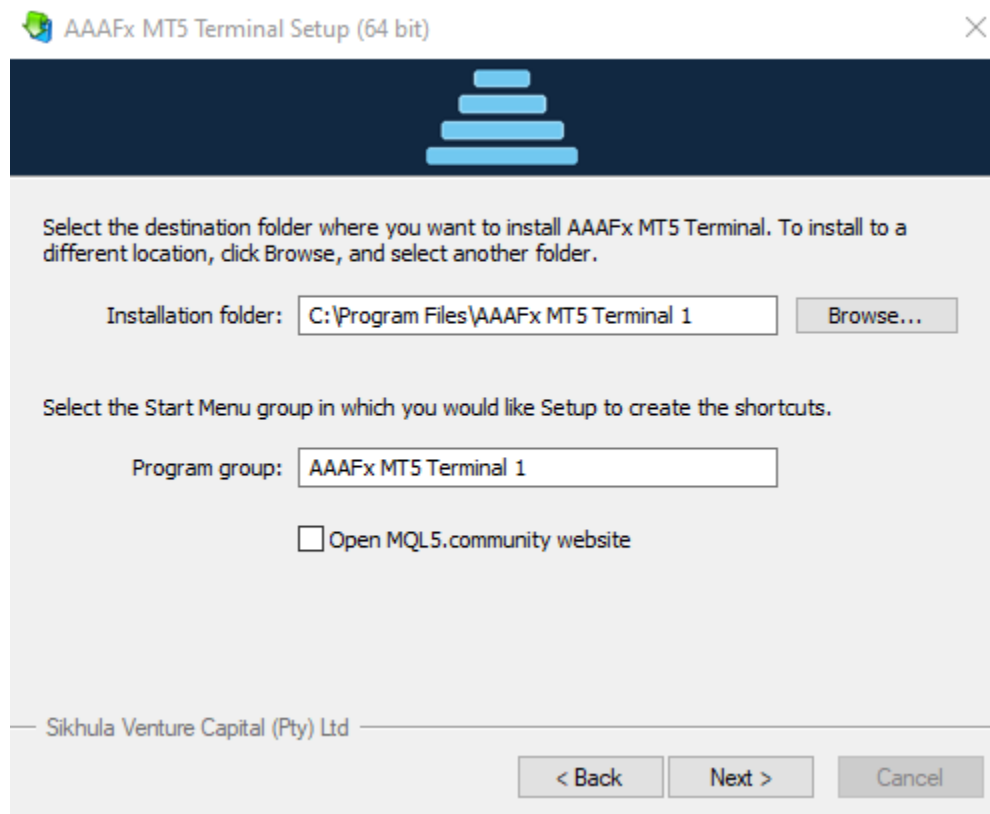 AAAFx MT5 Terminal Setup (64 bit)
Select the destination folder where you want to install AAAFx MT5 Terminal. To install to a
different location, click Browse, and select another folder.
Installation folder: C:\Program Files\AAAFx MT5 Terminal 1 Browse...
Select the Start Menu group in which you would like Setup to create the shortcuts.
Program group: AAAFx MT5 Terminal 1
Open MQL5.community website
Sikhula Venture Capital (Pty) Ltd
< Back Next > Cancel